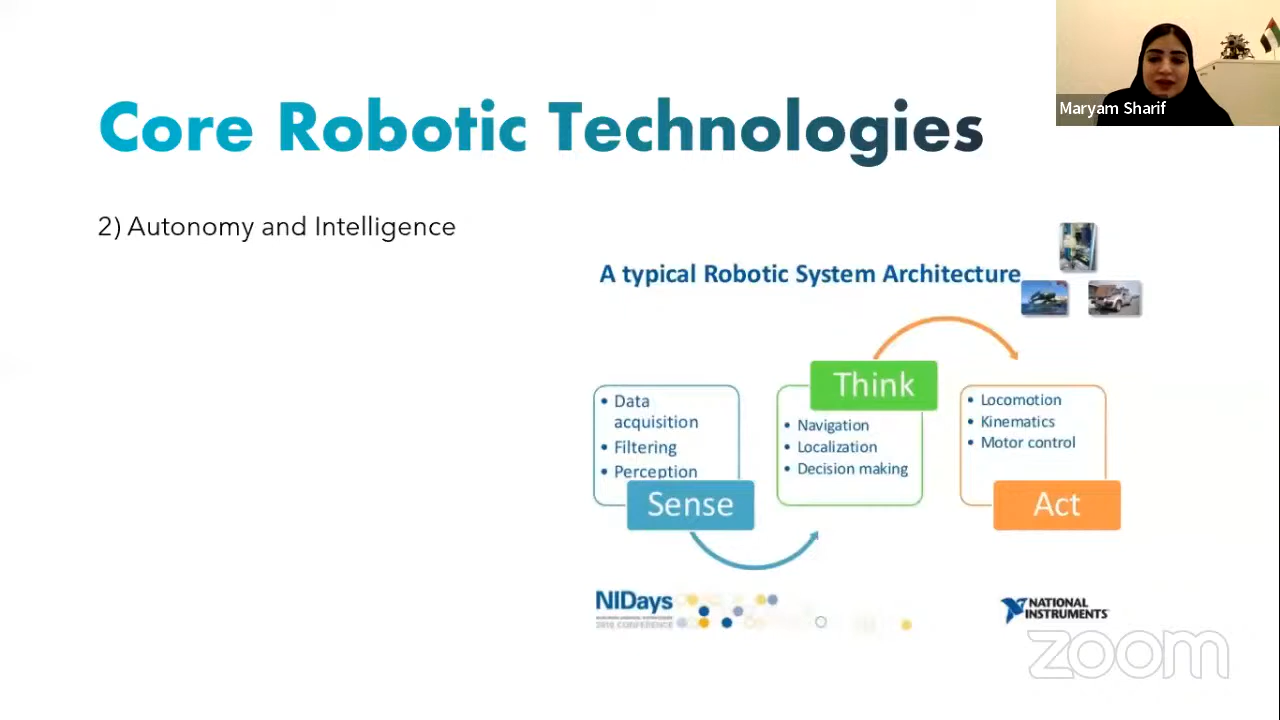 Maryam Sharif
Core Robotic Technologies
2) Autonomy and Intelligence
A typical Robotic System Architecture
• Data
acquisition
• Filtering
• Perception
Sense
Think
• Navigation
• Localization
• Decision making
• Locomotion
• Kinematics
• Motor control
Act
NIDays
NATIONAL
INSTRUMENTS
zoom